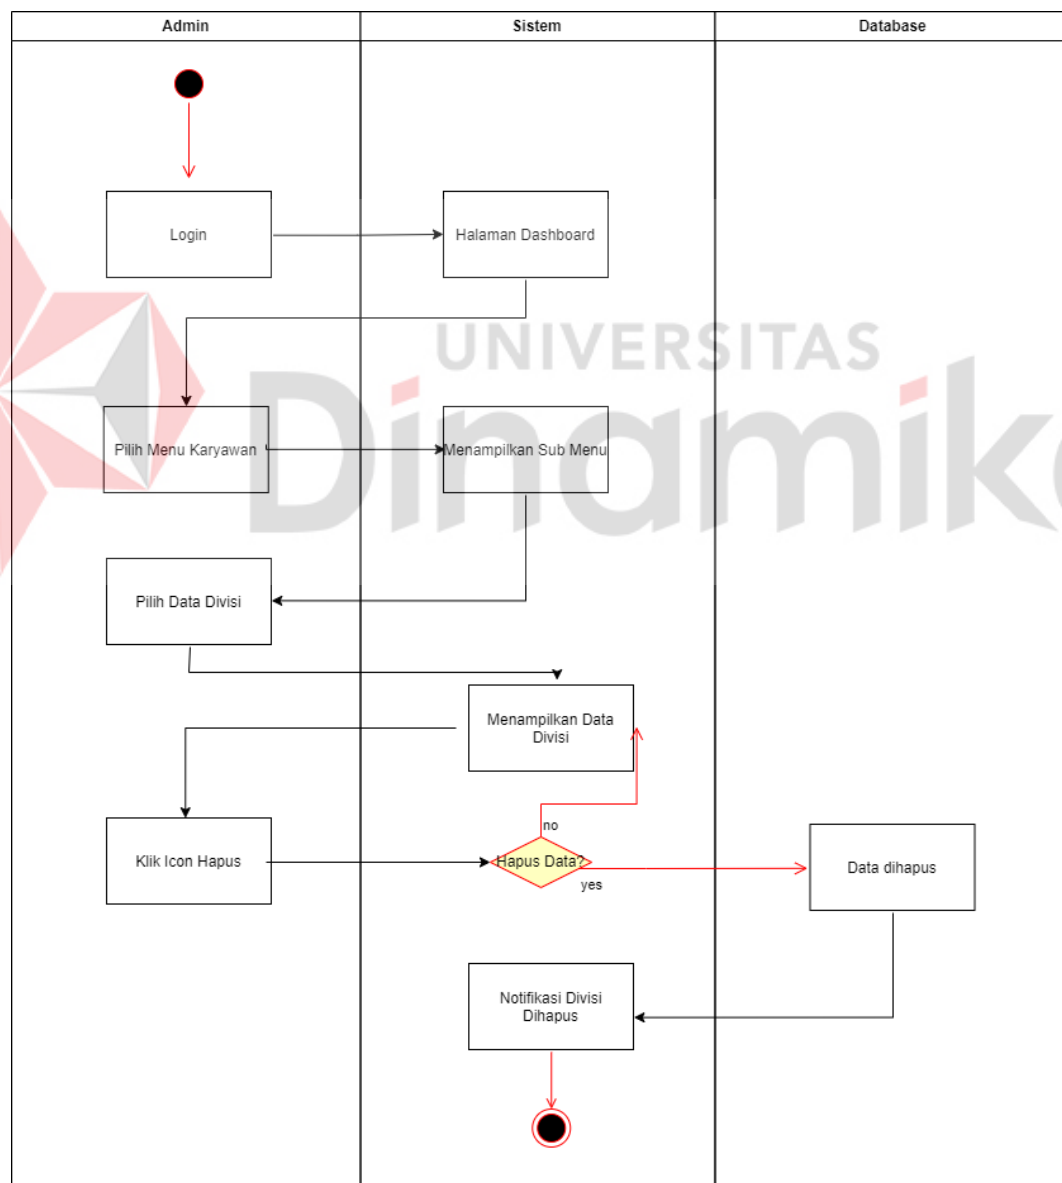 Admin
Sistem
Database
Login
Halaman Dashboard
UNIVERSITAS
Dinamika
Pilih Menu Karyawan
Menampilkan Sub Menu
Pilih Data Divisi
Menampilkan Data
Divisi
no
Klik Icon Hapus
Hapus Data?
yes
Data dihapus
Notifikasi Divisi
Dihapus